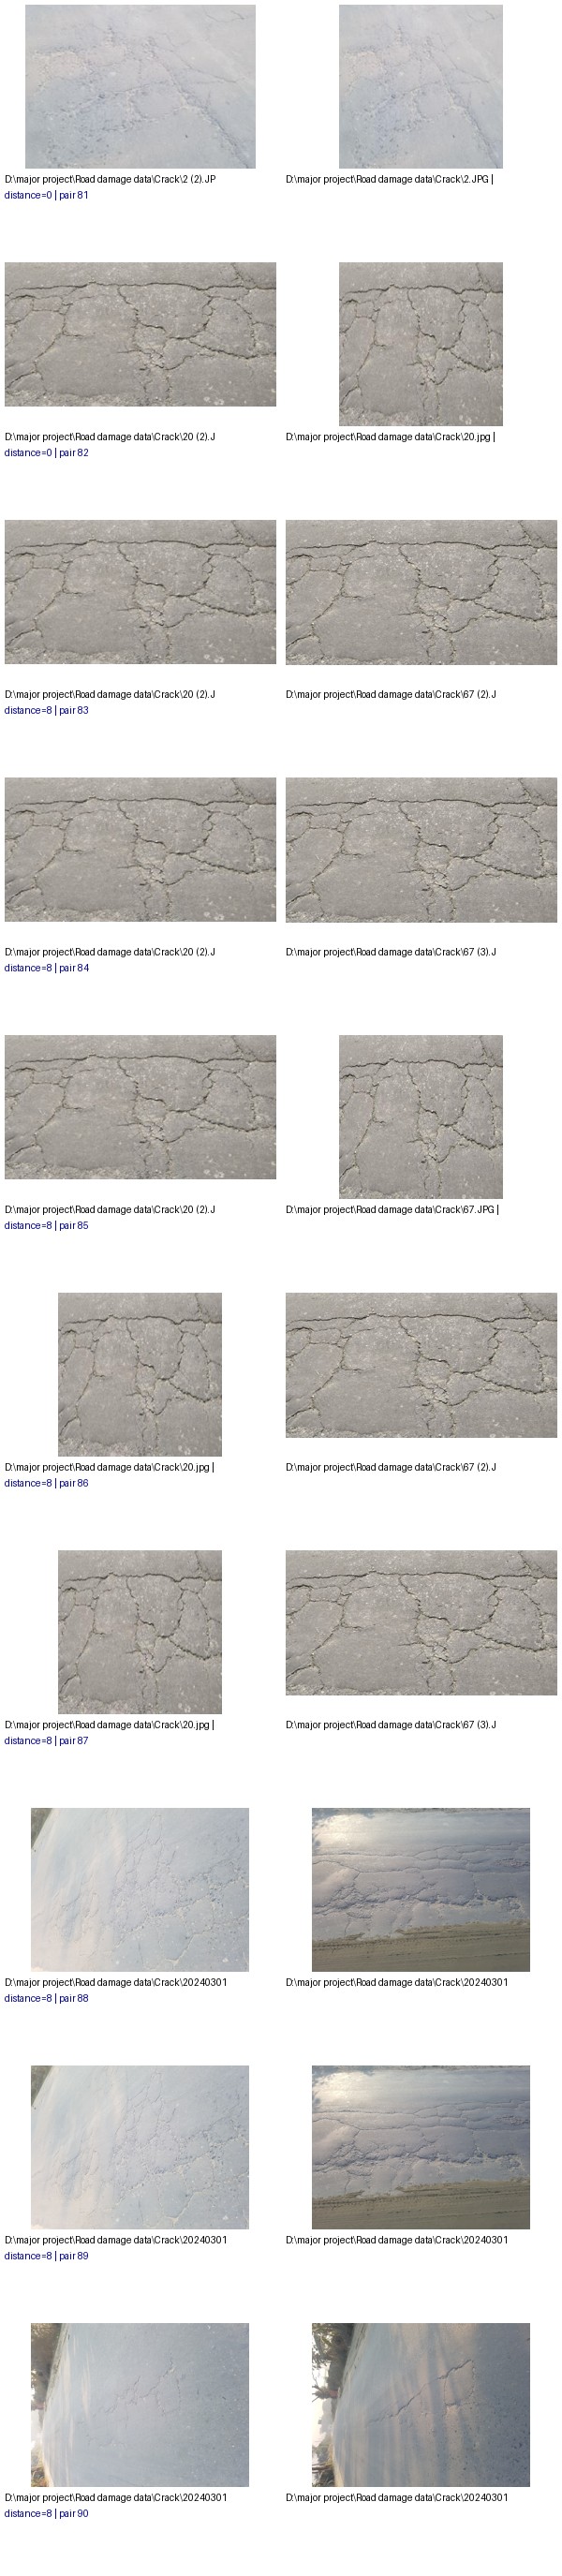 D:\major project\Road damage data\Crack\2 (2).JP
D:\major project\Road damage data\Crack\2.JPG |
distance=0 | pair 81
D:\major project\Road damage data\Crack\20 (2).J
D:\major project\Road damage data\Crack\20.jpg |
distance=0 | pair 82
D:\major project\Road damage data\Crack\20 (2).J
D:\major project\Road damage data\Crack\67 (2).J
distance=8 | pair 83
D:\major project\Road damage data\Crack\20 (2).J
D:\major project\Road damage data\Crack\67 (3).J
distance=8 | pair 84
D:\major project\Road damage data\Crack\20 (2).J
D:\major project\Road damage data\Crack\67.JPG |
distance=8 | pair 85
D:\major project\Road damage data\Crack\20.jpg |
D:\major project\Road damage data\Crack\67 (2).J
distance=8 | pair 86
D:\major project\Road damage data\Crack\20.jpg |
D:\major project\Road damage data\Crack\67 (3).J
distance=8 | pair 87
D:\major project\Road damage data\Crack\20240301
D:\major project\Road damage data\Crack\20240301
distance=8 | pair 88
D:\major project\Road damage data\Crack\20240301
D:\major project\Road damage data\Crack\20240301
distance=8 | pair 89
D:\major project\Road damage data\Crack\20240301
D:\major project\Road damage data\Crack\20240301
distance=8 | pair 90